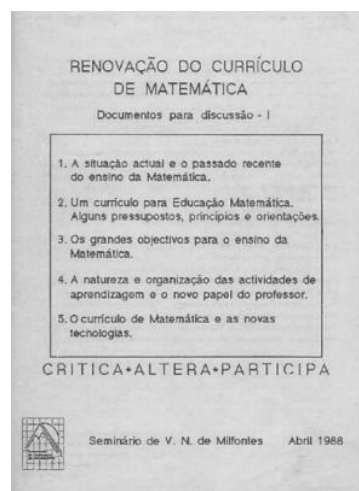 RENOVAÇÃO DO CURRÍCULO
DE MATEMÁTICA
Documentos para discussão - I
1. A situação actual e o passado recente
do ensino da Matemática.
2. Um currículo para Educação Matemática.
Alguns pressupostos, princípios e orientações.
3. Os grandes objectivos para o ensino da
Matemática.
4. A natureza e organização das actividades de
aprendizagem e o novo papel do professor.
5. O currículo de Matemática e as novas
tecnologias.
CRITICA*ALTERA*PARTICIPA
Seminário de V. N. de Milfontes Abril 1988